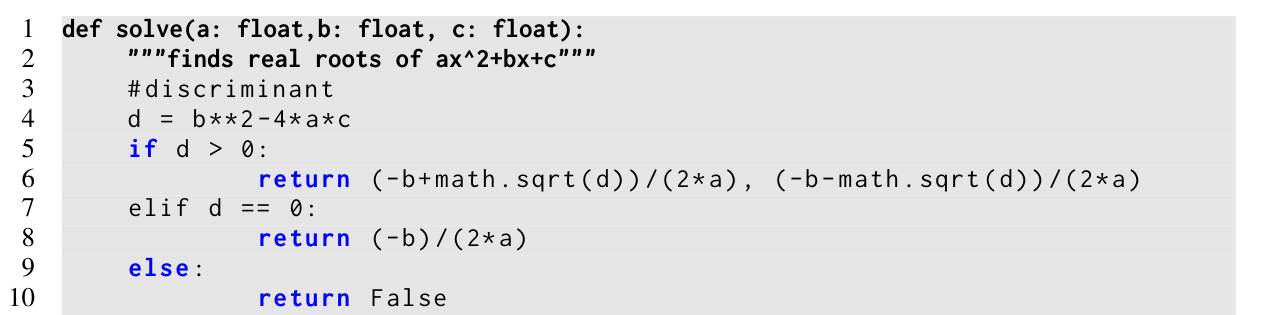 1 def solve(a: float,b: float, c: float):
2 """finds real roots of ax^2+bx+c"""
3 #discriminant
4 d = b**2-4*a*c
5 if d > 0:
6 return (-b+math.sqrt(d))/(2*a), (-b-math.sqrt(d))/(2*a)
7 elif d == 0:
8 return (-b)/(2*a)
9 else:
10 return False